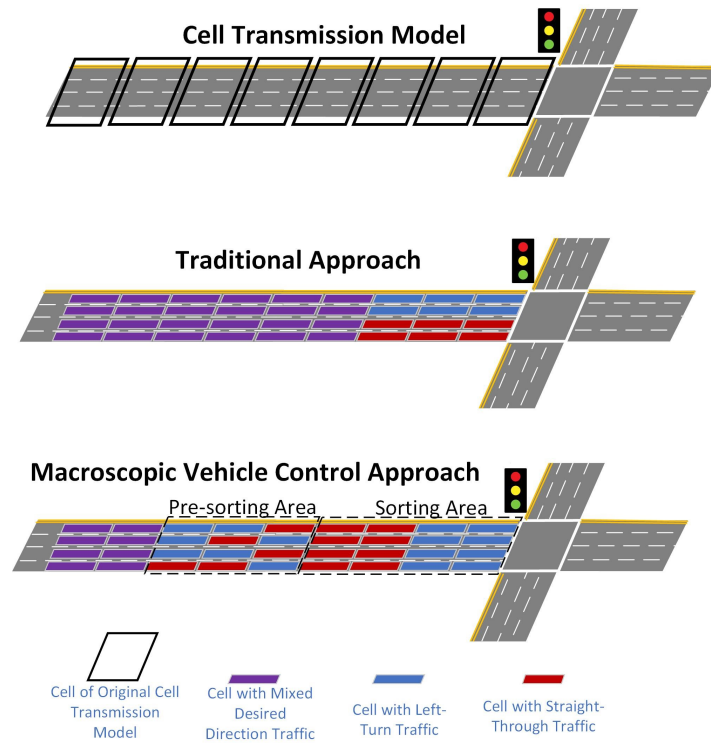 Cell Transmission Model
Traditional Approach
Macroscopic Vehicle Control Approach
Pre-sorting Area
Sorting Area
Cell of Original Cell
Transmission
Model
Cell with Mixed
Desired
Direction Traffic
Cell with Left-
Turn Traffic
Cell with Straight-
Through Traffic